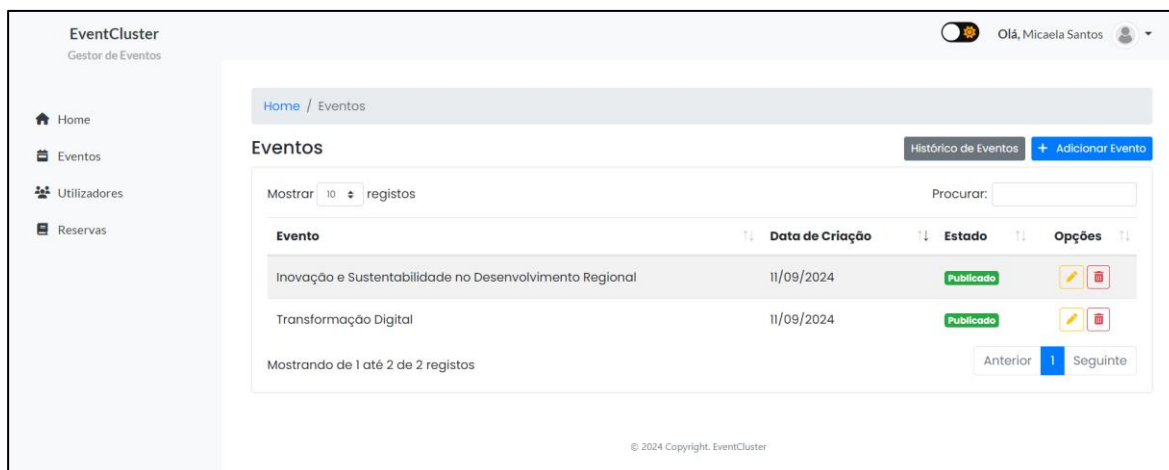 EventCluster
Gestor de Eventos
Olá, Micaela Santos
Home
Eventos
Utilizadores
Reservas
Home / Eventos
Eventos
Histórico de Eventos
+ Adicionar Evento
Mostrar 10 registos
Procurar:
Evento Data de Criação Estado Opções
Inovação e Sustentabilidade no Desenvolvimento Regional 11/09/2024 Publicado
Transformação Digital 11/09/2024 Publicado
Mostrando de 1 até 2 de 2 registos
Anterior 1 Seguinte
© 2024 Copyright. EventCluster